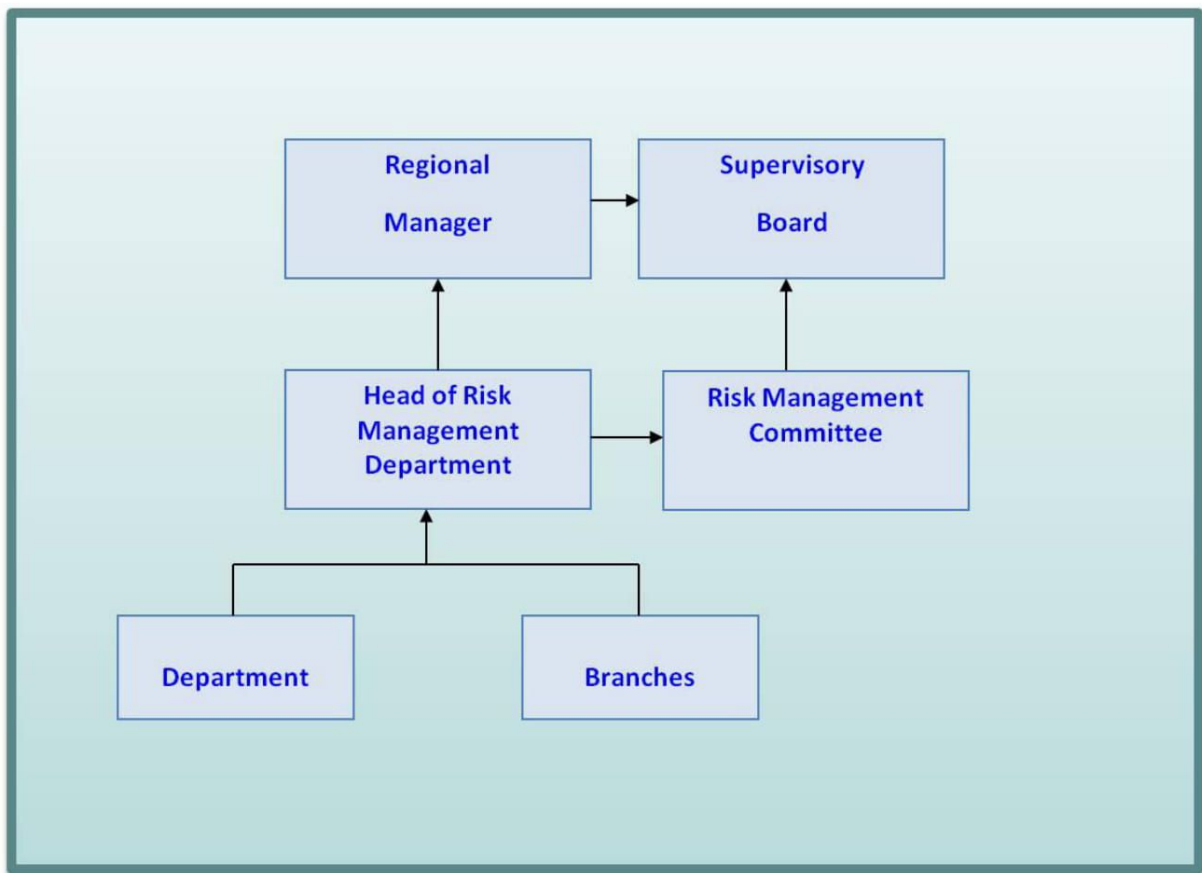 Regional
Manager
Supervisory
Board
Head of Risk
Management
Department
Risk Management
Committee
Department
Branches